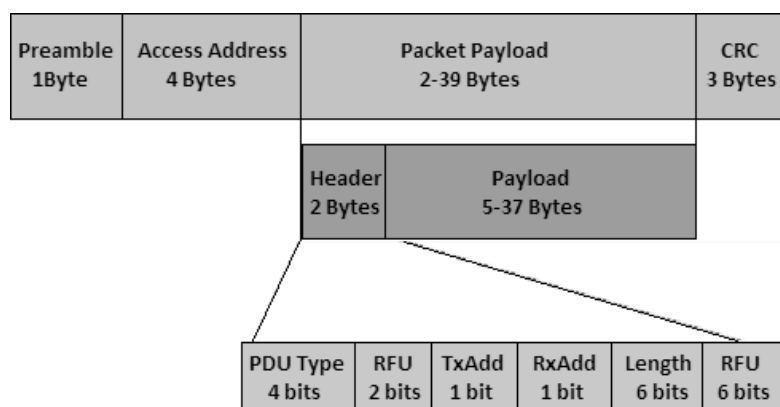 Preamble
1Byte
Access Address
4 Bytes
Packet Payload
2-39 Bytes
CRC
3 Bytes
Header
2 Bytes
Payload
5-37 Bytes
PDU Type
4 bits
RFU
2 bits
TxAdd
1 bit
RxAdd
1 bit
Length
6 bits
RFU
6 bits